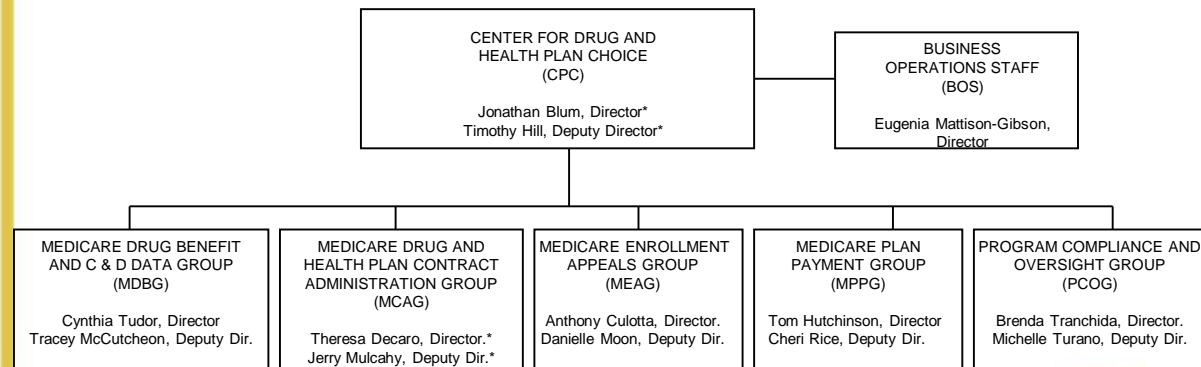 CENTER FOR DRUG AND
HEALTH PLAN CHOICE
(CPC)
Jonathan Blum, Director*
Timothy Hill, Deputy Director*
BUSINESS
OPERATIONS STAFF
(BOS)
Eugenia Mattison-Gibson,
Director
MEDICARE DRUG BENEFIT
AND C & D DATA GROUP
(MDBG)
Cynthia Tudor, Director
Tracey McCutcheon, Deputy Dir.
MEDICARE DRUG AND
HEALTH PLAN CONTRACT
ADMINISTRATION GROUP
(MCAG)
Theresa Decaro, Director.*
Jerry Mulcahy, Deputy Dir.*
MEDICARE ENROLLMENT
APPEALS GROUP
(MEAG)
Anthony Culotta, Director.
Danielle Moon, Deputy Dir.
MEDICARE PLAN
PAYMENT GROUP
(MPPG)
Tom Hutchinson, Director
Cheri Rice, Deputy Dir.
PROGRAM COMPLIANCE AND
OVERSIGHT GROUP
(PCOG)
Brenda Tranchida, Director.
Michelle Turano, Deputy Dir.